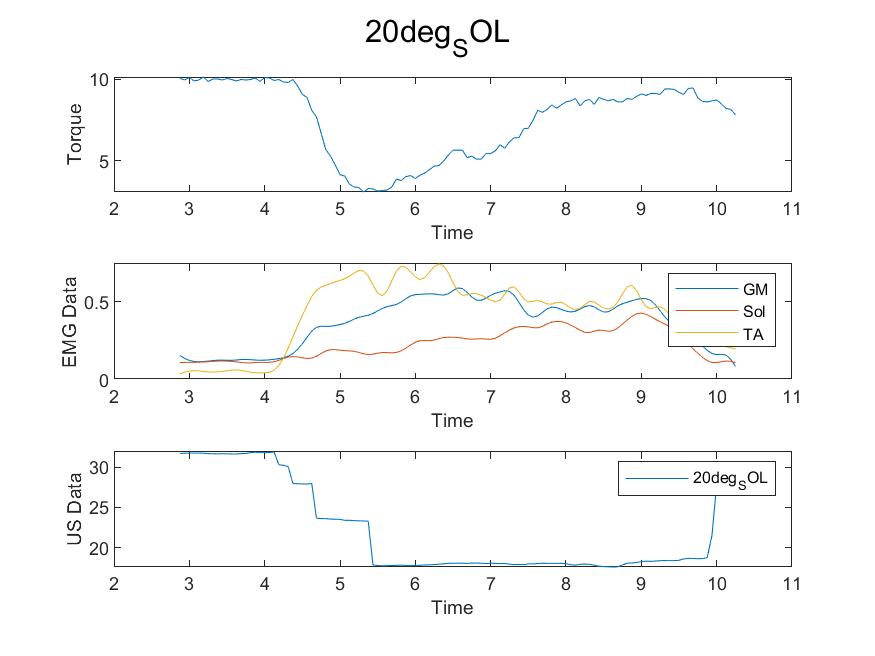 20deg_SOL
10
5
Torque
2 3 4 5 6 7 8 9 10 11
Time
0.5
0
EMG Data
GM
Sol
TA
2 3 4 5 6 7 8 9 10 11
Time
30
25
20
US Data
20deg_SOL
2 3 4 5 6 7 8 9 10 11
Time